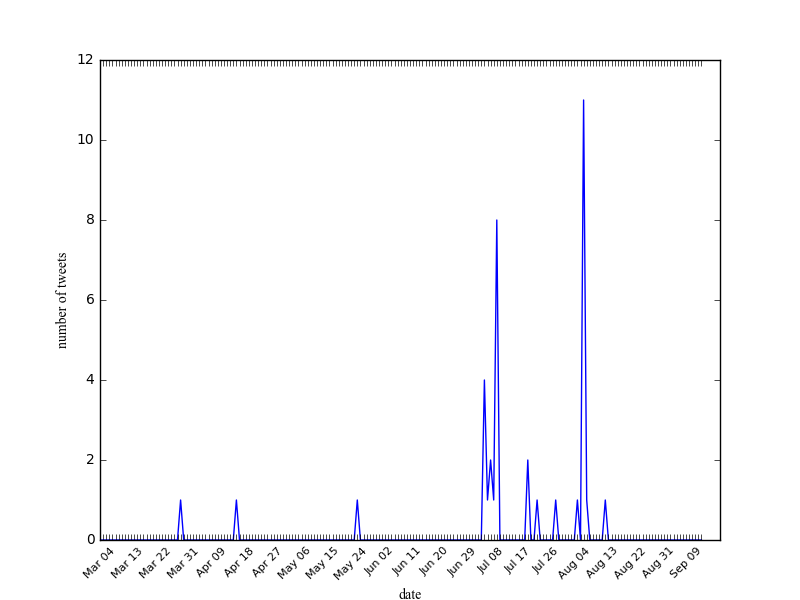 12
10
8
6
4
2
0
number of tweets
Mar 04
Mar 13
Mar 22
Mar 31
Apr 09
Apr 18
Apr 27
May 06
May 15
May 24
Jun 02
Jun 11
Jun 20
Jun 29
Jul 08
Jul 17
Jul 26
Aug 04
Aug 13
Aug 22
Aug 31
Sep 09
date